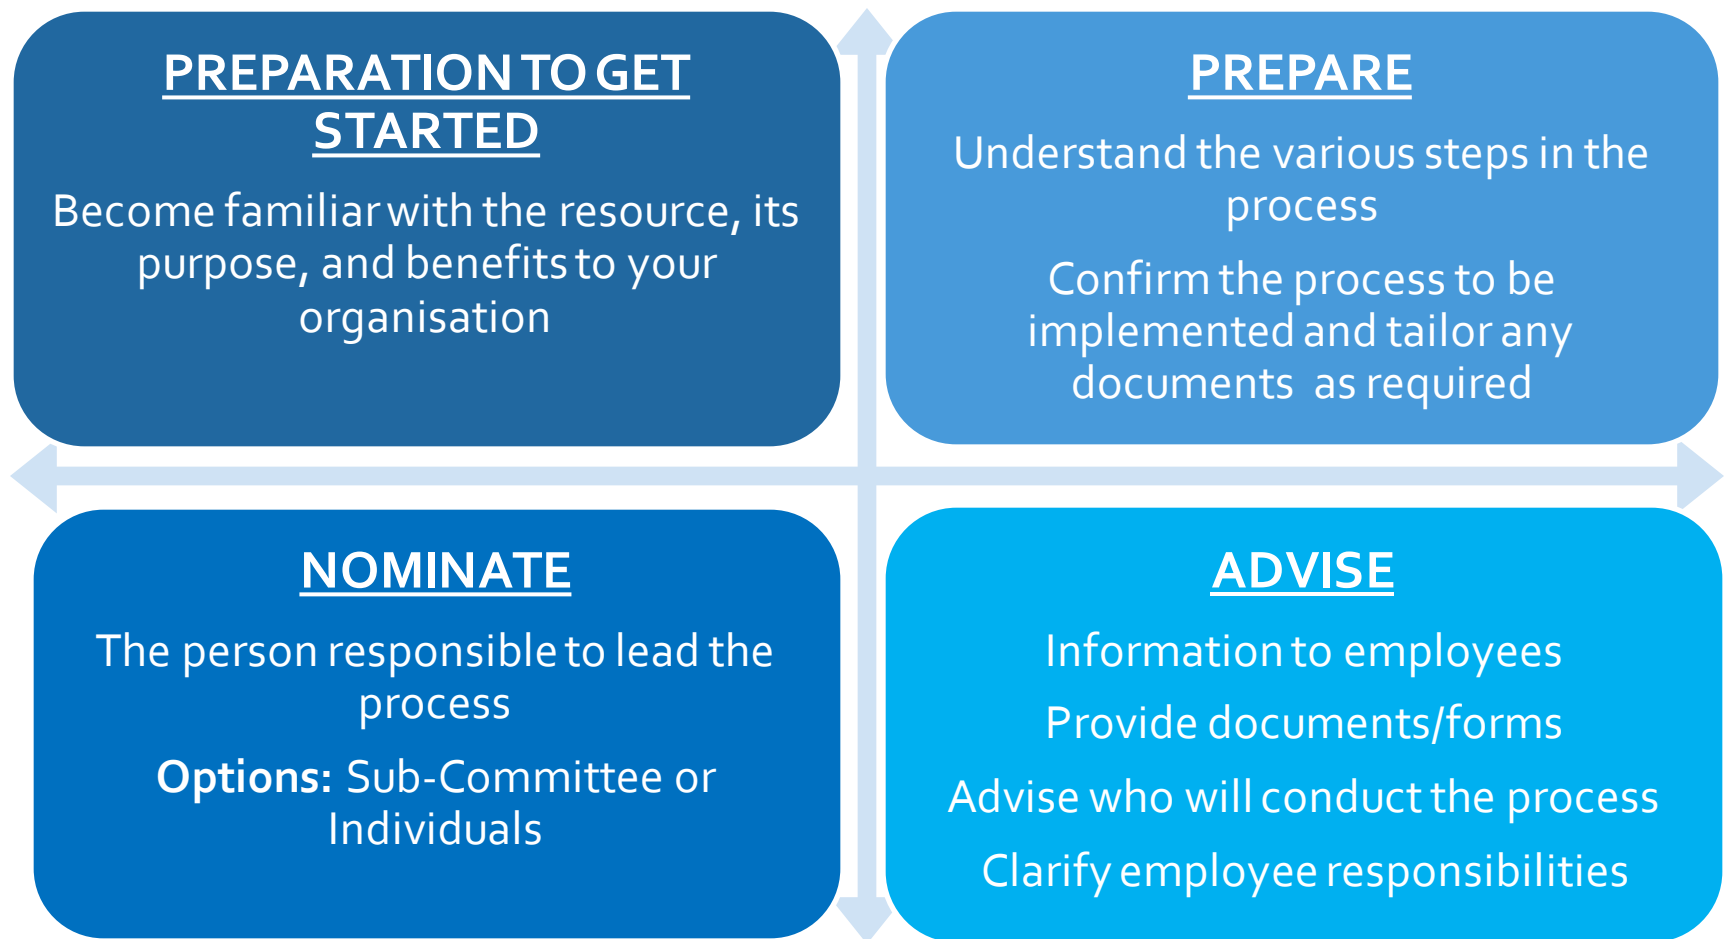 PREPARATION TO GET
STARTED
Become familiar with the resource, its
purpose, and benefits to your
organisation
PREPARE
Understand the various steps in the
process
Confirm the process to be
implemented and tailor any
documents as required
NOMINATE
The person responsible to lead the
process
Options: Sub-Committee or
Individuals
ADVISE
Information to employees
Provide documents/forms
Advise who will conduct the process
Clarify employee responsibilities